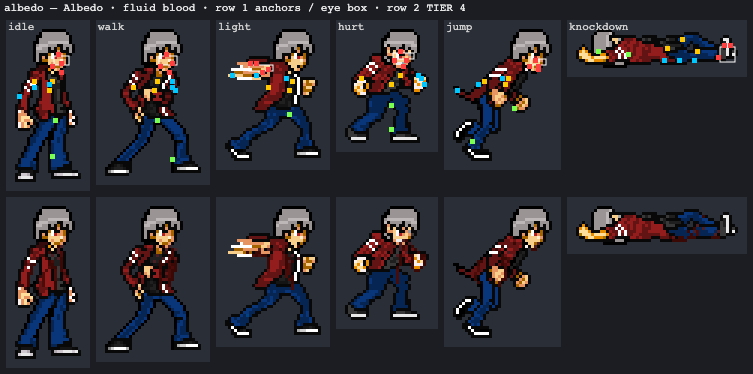 albedo — Albedo · fluid blood · row 1 anchors / eye box · row 2 TIER 4
idle
walk
light
hurt
jump
knockdown